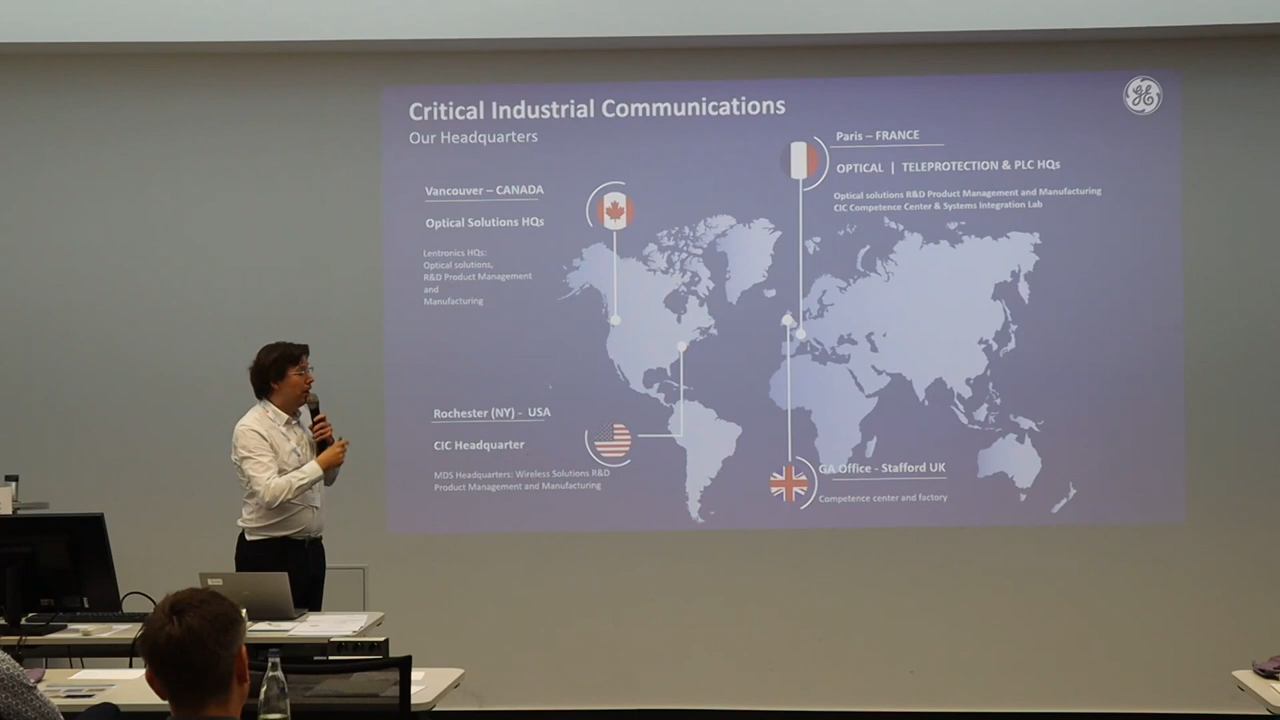 Critical Industrial Communications
Our Headquarters
GE
Paris – FRANCE
OPTICAL | TELEPROTECTION & PLC HQs
Optical solutions R&D Product Management and Manufacturing
CIC Competence Center & Systems Integration Lab
Vancouver – CANADA
Optical Solutions HQs
Lentronics HQs:
Optical solutions,
R&D Product Management
and
Manufacturing
Rochester (NY) - USA
CIC Headquarter
MDS Headquarters: Wireless Solutions R&D
Product Management and Manufacturing
GA Office - Stafford UK
Competence center and factory